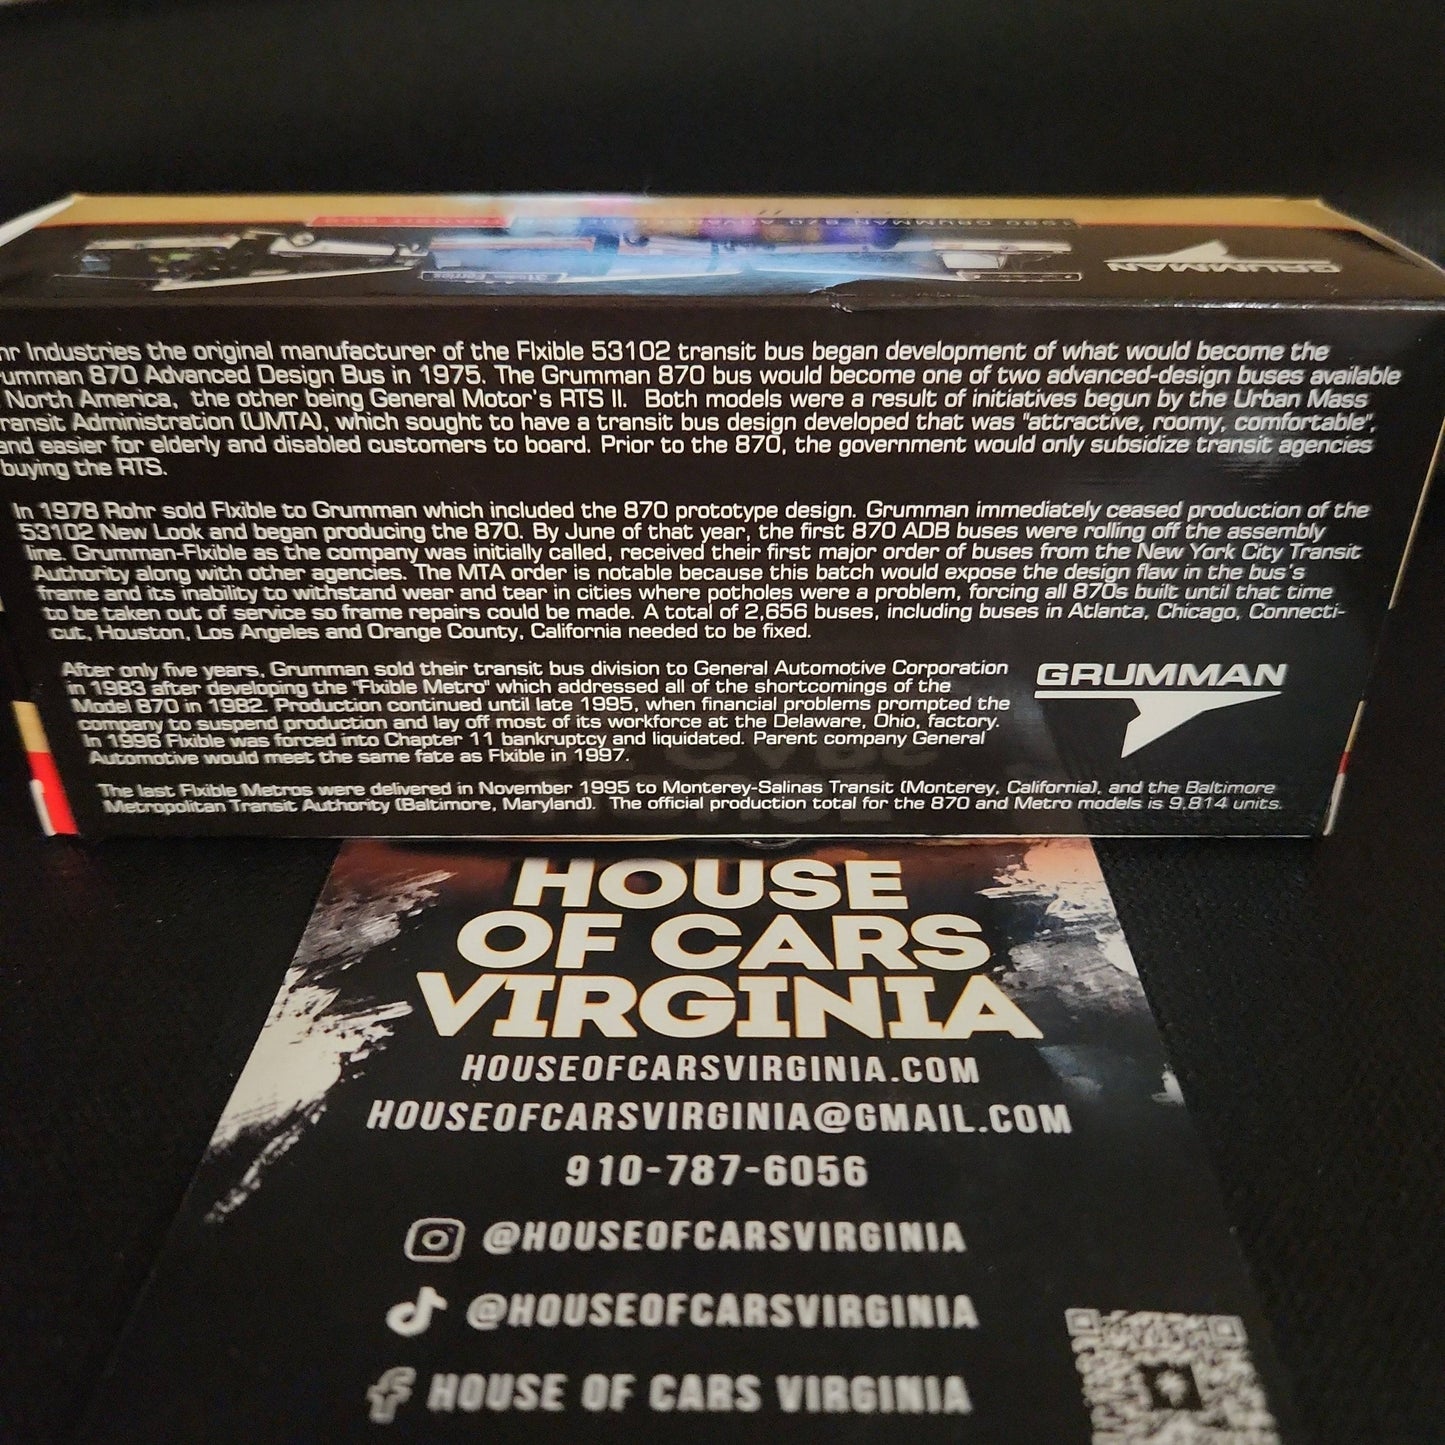 1980 GRUMMAN 870 ADVANCED
TRANSIT BUS
GRUMMAN
hr Industries the original manufacturer of the Flxible 53102 transit bus began development of what would become the
umman 870 Advanced Design Bus in 1975. The Grumman 870 bus would become one of two advanced-design buses available
North America, the other being General Motor's RTS II. Both models were a result of initiatives begun by the Urban Mass
ransit Administration (UMTA), which sought to have a transit bus design developed that was "attractive, roomy, comfortable",
and easier for elderly and disabled customers to board. Prior to the 870, the government would only subsidize transit agencies
buying the RTS.
In 1978 Rohr sold Flxible to Grumman which included the 870 prototype design. Grumman immediately ceased production of the
53102 New Look and began producing the 870. By June of that year, the first 870 ADB buses were rolling off the assembly
line. Grumman-Flxible as the company was initially called, received their first major order of buses from the New York City Transit
Authority along with other agencies. The MTA order is notable because this batch would expose the design flaw in the bus's
frame and its inability to withstand wear and tear in cities where potholes were a problem, forcing all 870s built until that time
to be taken out of service so frame repairs could be made. A total of 2,656 buses, including buses in Atlanta, Chicago, Connecti-
cut, Houston, Los Angeles and Orange County, California needed to be fixed.
After only five years, Grumman sold their transit bus division to General Automotive Corporation
in 1983 after developing the "Flxible Metro" which addressed all of the shortcomings of the
Model 870 in 1982. Production continued until late 1995, when financial problems prompted the
company to suspend production and lay off most of its workforce at the Delaware, Ohio, factory.
In 1996 Flxible was forced into Chapter 11 bankruptcy and liquidated. Parent company General
Automotive would meet the same fate as Flxible in 1997.
GRUMMAN
The last Flxible Metros were delivered in November 1995 to Monterey-Salinas Transit (Monterey, California), and the Baltimore
Metropolitan Transit Authority (Baltimore, Maryland). The official production total for the 870 and Metro models is 9,814 units.
HOUSE
OF CARS
VIRGINIA
HOUSEOFCARSVIRGINIA.COM
HOUSEOFCARSVIRGINIA@GMAIL.COM
910-787-6056
@HOUSEOFCARSVIRGINIA
@HOUSEOFCARSVIRGINIA
HOUSE OF CARS VIRGINIA